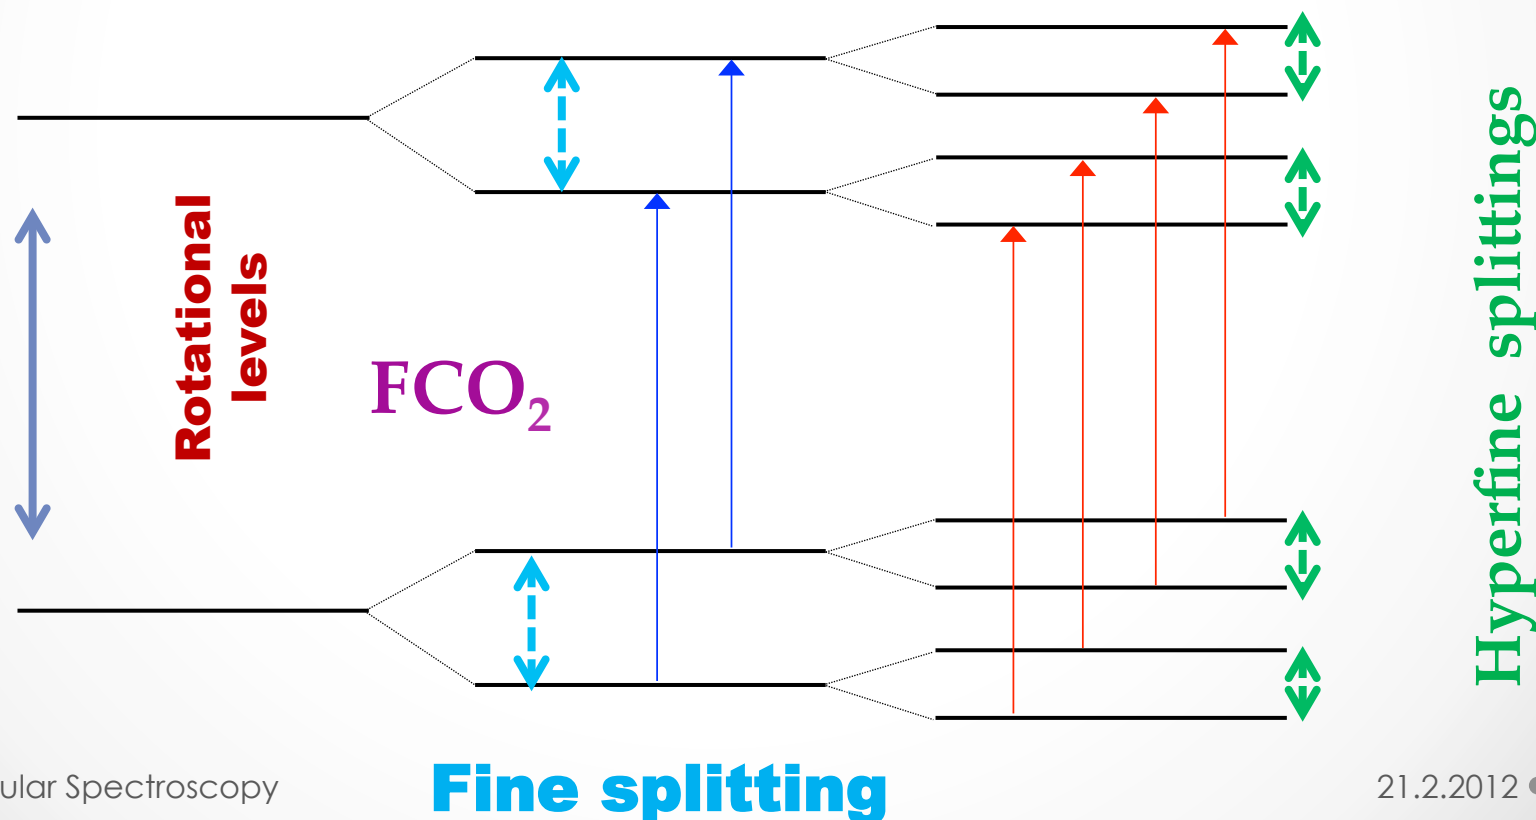 Rotational
levels
FCO₂
Hyperfine splittings
Fine splitting
ular Spectroscopy
21.2.2012